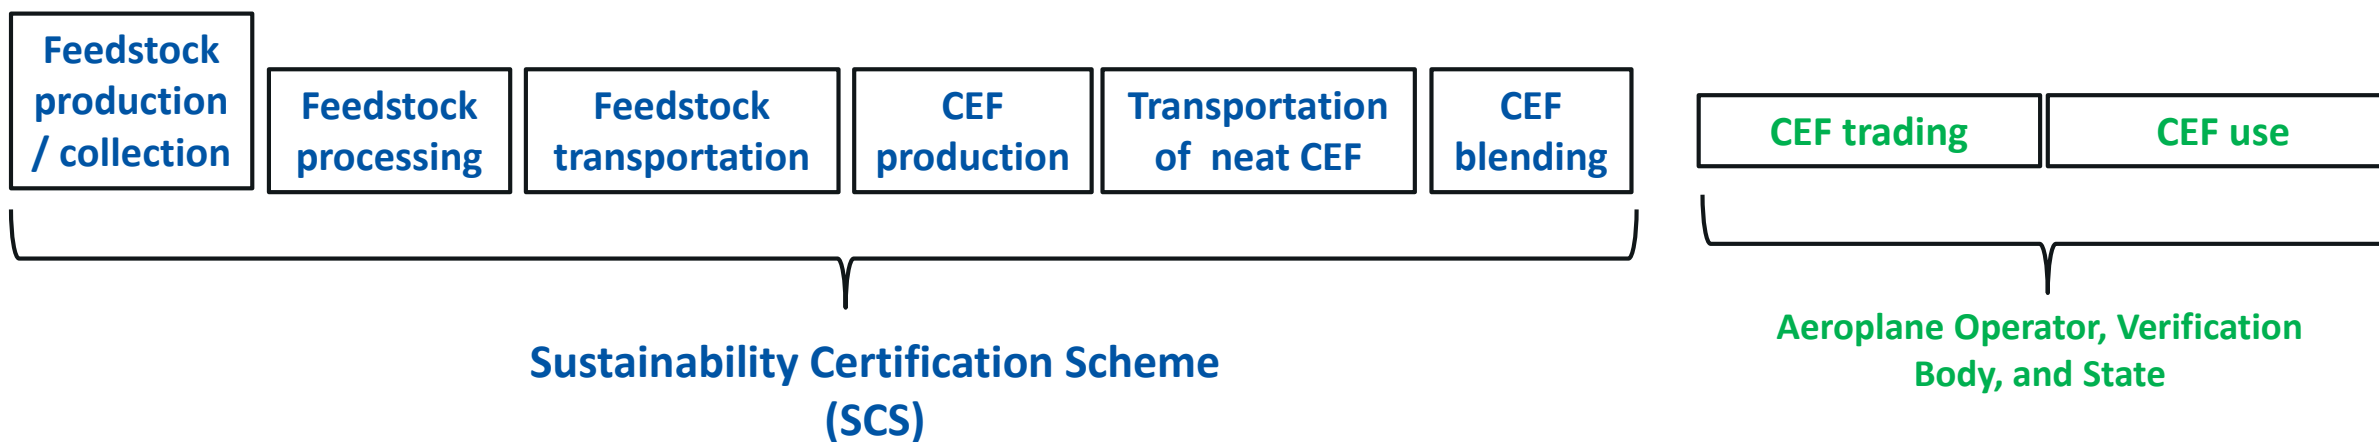 Feedstock
production
/ collection
Feedstock
processing
Feedstock
transportation
CEF
production
Transportation
of neat CEF
CEF
blending
CEF trading
CEF use
Sustainability Certification Scheme
(SCS)
Aeroplane Operator, Verification
Body, and State